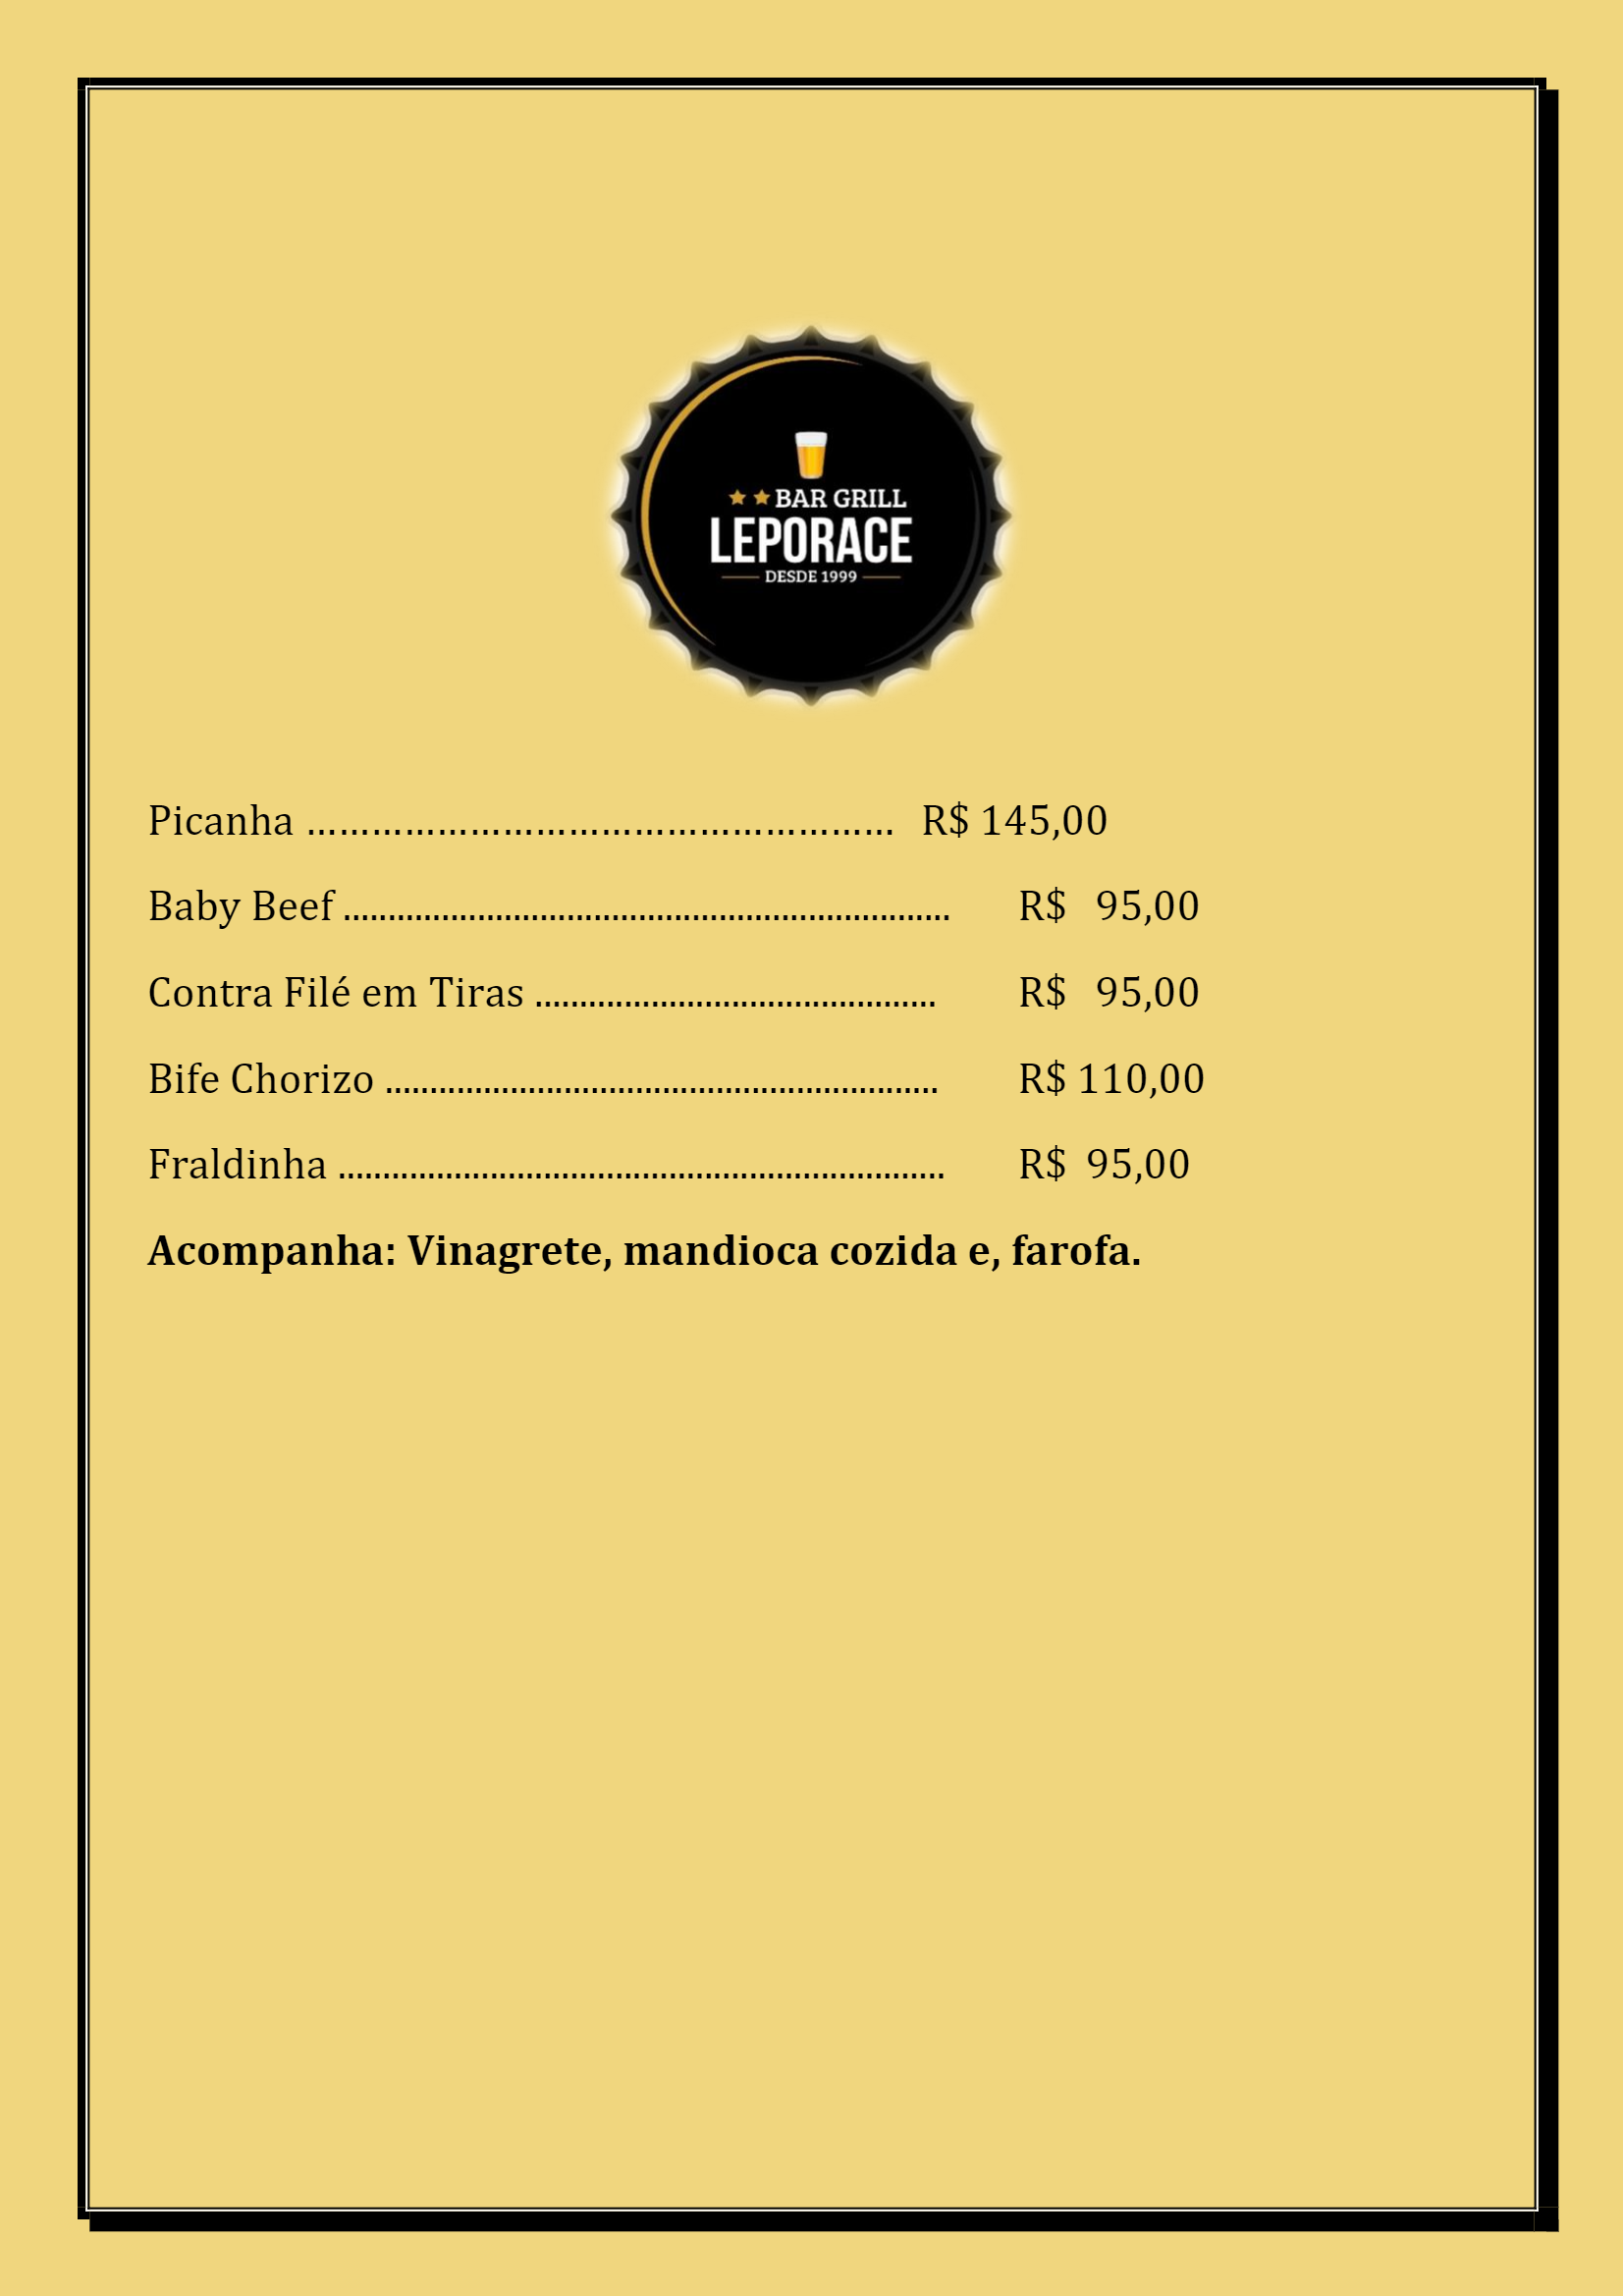 BAR GRILL
LEPORACE
DESDE 1999
Picanha ...................................................... R$ 145,00
Baby Beef .................................................................... R$ 95,00
Contra Filé em Tiras ............................................. R$ 95,00
Bife Chorizo .............................................................. R$ 110,00
Fraldinha .................................................................... R$ 95,00
Acompanha: Vinagrete, mandioca cozida e, farofa.